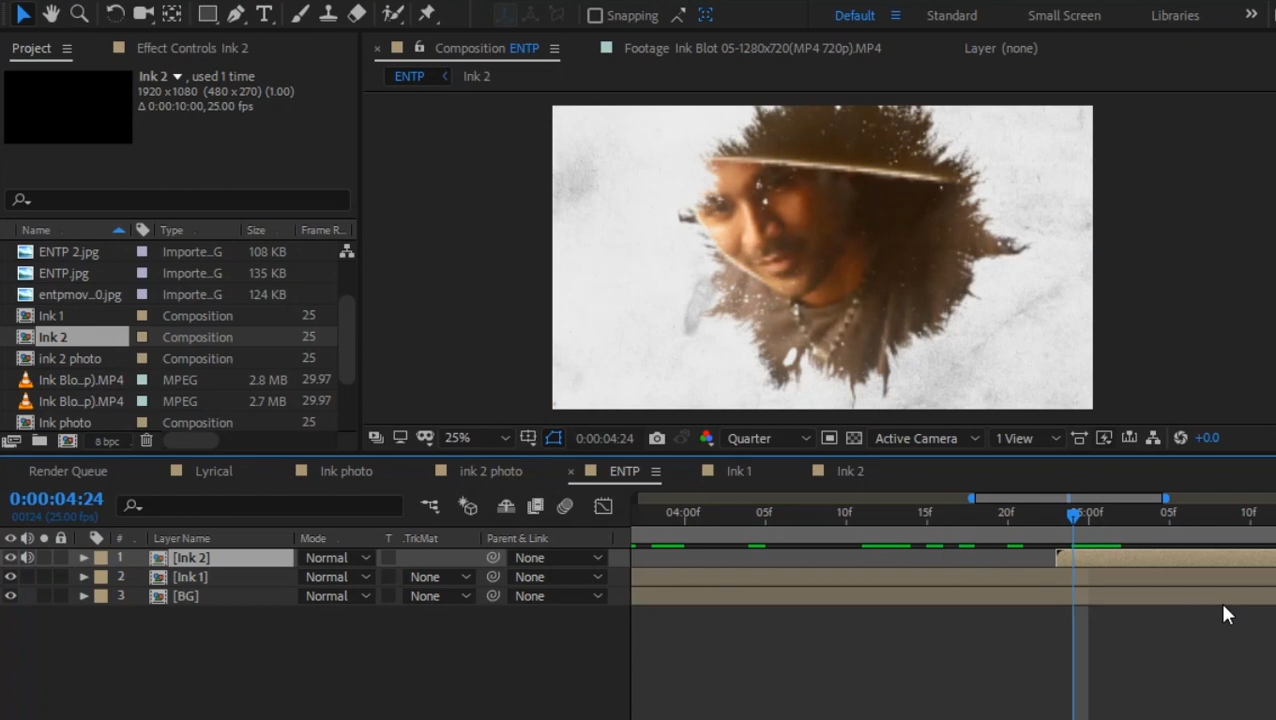 Snapping
Default
Standard
Small Screen
Libraries
Project
Effect Controls Ink 2
Composition ENTP
Footage Ink Blot 05-1280x720(MP4 720p).MP4
Layer (none)
Ink 2 ▼, used 1 time
1920 x 1080 (480 x 270) (1.00)
Δ 0:00:10:00, 25.00 fps
ENTP
Ink 2
Name
Type
Size
Frame R...
ENTP 2.jpg Importe...G 108 KB
ENTP.jpg Importe...G 135 KB
entpmov...0.jpg Importe...G 124 KB
Ink 1 Composition 25
Ink 2 Composition 25
ink 2 photo Composition 25
Ink Blo...p).MP4 MPEG 2.8 MB 29.97
Ink Blo...p).MP4 MPEG 2.7 MB 29.97
Ink photo Composition 25
8 bpc
25%
0:00:04:24
Quarter
Active Camera
1 View
+0.0
Render Queue
Lyrical
Ink photo
ink 2 photo
ENTP
Ink 1
Ink 2
0:00:04:24
00124 (25.00 fps)
04:00f 05f 10f 15f 20f 05:00f 05f 10f
# Layer Name Mode T TrkMat Parent & Link
1 [Ink 2] Normal None
2 [Ink 1] Normal None None
3 [BG] Normal None None